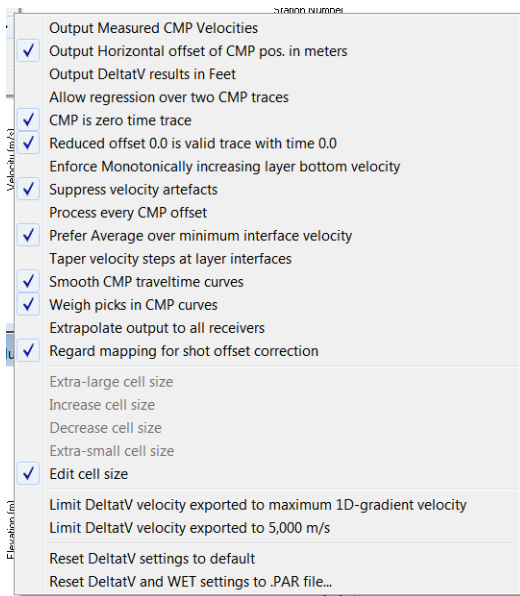 Station Number
Output Measured CMP Velocities
Output Horizontal offset of CMP pos. in meters
Output DeltatV results in Feet
Allow regression over two CMP traces
CMP is zero time trace
Reduced offset 0.0 is valid trace with time 0.0
Enforce Monotonically increasing layer bottom velocity
Suppress velocity artefacts
Process every CMP offset
Prefer Average over minimum interface velocity
Taper velocity steps at layer interfaces
Smooth CMP traveltime curves
Weigh picks in CMP curves
Extrapolate output to all receivers
Regard mapping for shot offset correction
Extra-large cell size
Increase cell size
Decrease cell size
Extra-small cell size
Edit cell size
Limit DeltatV velocity exported to maximum 1D-gradient velocity
Limit DeltatV velocity exported to 5,000 m/s
Reset DeltatV settings to default
Reset DeltatV and WET settings to .PAR file...
Velocity (m/s)
Elevation (m)